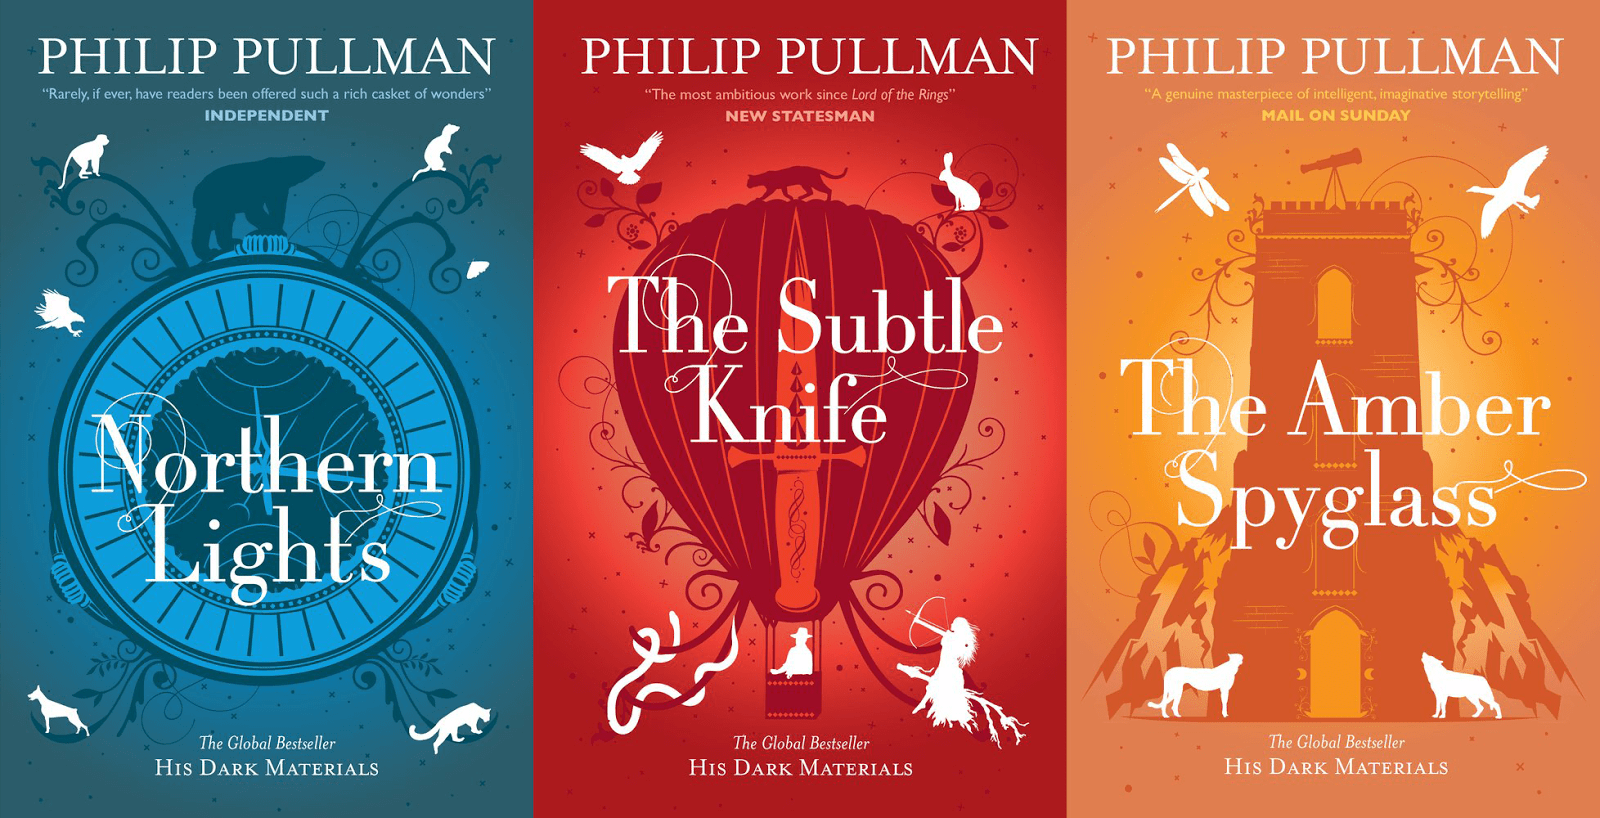 PHILIP PULLMAN
“Rarely, if ever, have readers been offered such a rich casket of wonders”
INDEPENDENT
Northern
Lights
The Global Bestseller
HIS DARK MATERIALS
PHILIP PULLMAN
“The most ambitious work since Lord of the Rings”
NEW STATESMAN
The Subtle
Knife
The Global Bestseller
HIS DARK MATERIALS
PHILIP PULLMAN
“A genuine masterpiece of intelligent, imaginative storytelling”
MAIL ON SUNDAY
The Amber
Spyglass
The Global Bestseller
HIS DARK MATERIALS